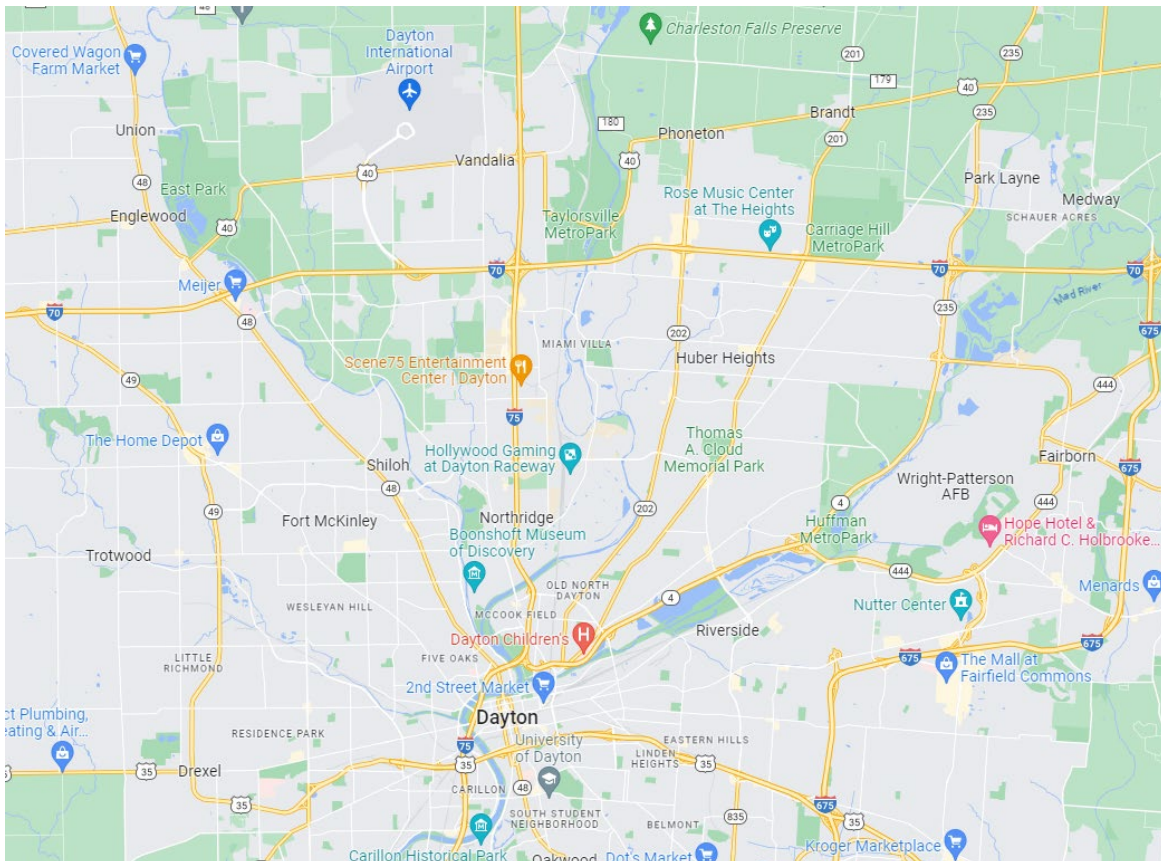 48
Charleston Falls Preserve
Dayton
International
Airport
Covered Wagon
Farm Market
201
235
179
40
40
Union
180
Phoneton
Brandt
235
201
Vandalia
40
40
48
East Park
Rose Music Center
at The Heights
Park Layne
Medway
SCHAUER ACRES
Englewood
40
Taylorsville
MetroPark
Carriage Hill
MetroPark
70
70
70
Meijer
70
48
235
Mad River
675
202
MIAMI VILLA
Huber Heights
Scene75 Entertainment
Center | Dayton
49
444
75
The Home Depot
Hollywood Gaming
at Dayton Raceway
Thomas
A. Cloud
Memorial Park
Shiloh
48
Fairborn
675
Wright-Patterson
AFB
49
444
4
202
Fort McKinley
Northridge
Boonshoft Museum
of Discovery
Huffman
MetroPark
Hope Hotel &
Richard C. Holbrooke...
Trotwood
444
OLD NORTH
DAYTON
4
Menards
WESLEYAN HILL
MCCOOK FIELD
Nutter Center
Dayton Children's
Riverside
675
675
LITTLE
RICHMOND
FIVE OAKS
The Mall at
Fairfield Commons
2nd Street Market
ct Plumbing,
eating & Air...
Dayton
RESIDENCE PARK
75
University
of Dayton
EASTERN HILLS
LINDEN
HEIGHTS
35
35
Drexel
35
35
CARILLON
48
35
675
35
SOUTH STUDENT
NEIGHBORHOOD
BELMONT
835
Carillon Historical Park
Oakwood
Dot's Market
Kroger Marketplace